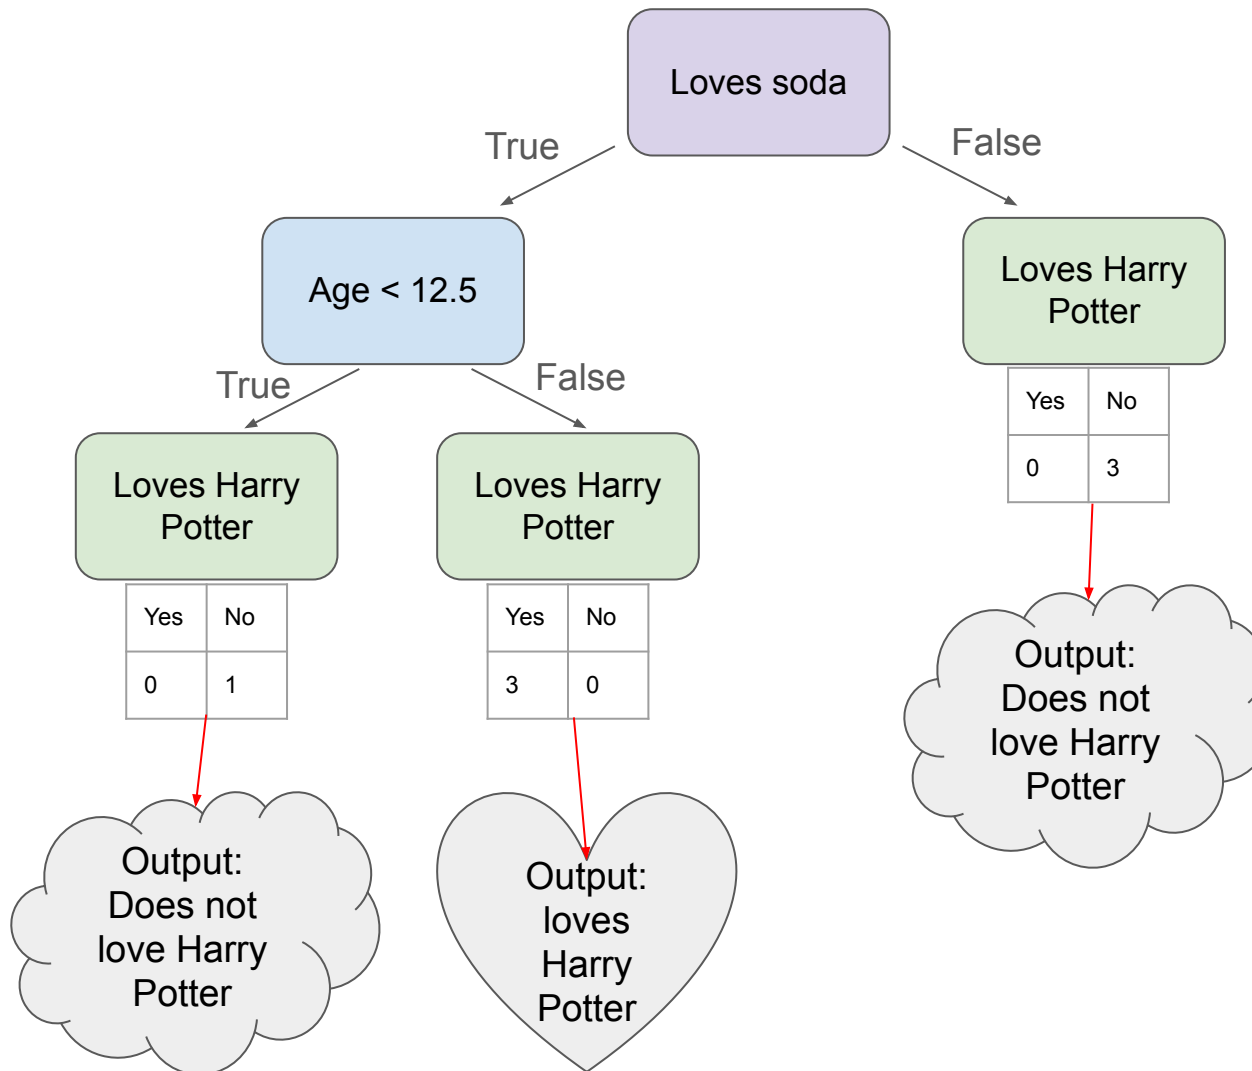 Loves soda
True
False
Age < 12.5
Loves Harry
Potter
True
False
Yes No
0 3
Loves Harry
Potter
Loves Harry
Potter
Yes No
0 1
Yes No
3 0
Output:
Does not
love Harry
Potter
Output:
Does not
love Harry
Potter
Output:
loves
Harry
Potter